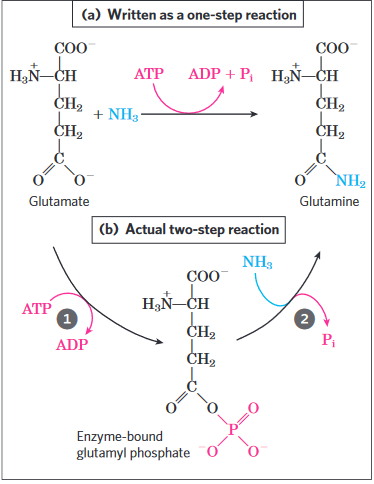 (a) Written as a one-step reaction
COO⁻
H₃N⁺—CH
CH₂
CH₂
C
O O⁻
Glutamate
+ NH₃
ATP ADP + Pᵢ
COO⁻
H₃N⁺—CH
CH₂
CH₂
C
O NH₂
Glutamine
(b) Actual two-step reaction
ATP
1
ADP
COO⁻
H₃N⁺—CH
CH₂
CH₂
C
O O
P O
⁻O O⁻
Enzyme-bound
glutamyl phosphate
NH₃
2
Pᵢ